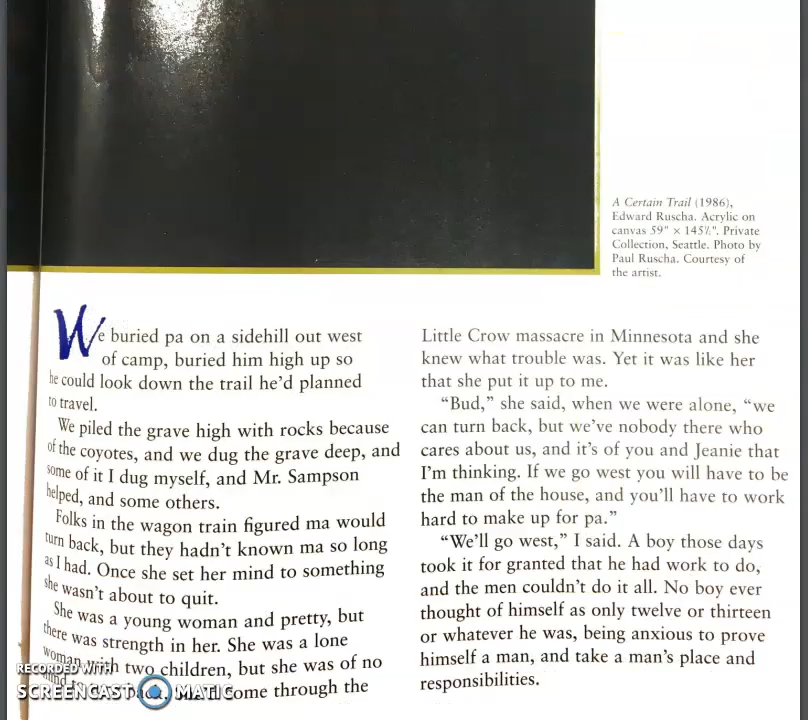 A Certain Trail (1986),
Edward Ruscha. Acrylic on
canvas 59" × Private
Collection, Seattle. Photo by
Paul Ruscha. Courtesy of
the artist.
We buried pa on a sidehill out west
of camp, buried him high up so
he could look down the trail he'd planned
to travel.
We piled the grave high with rocks because
of the coyotes, and we dug the grave deep, and
some of it I dug myself, and Mr. Sampson
helped, and some others.
Folks in the wagon train figured ma would
turn back, but they hadn't known ma so long
as I had. Once she set her mind to something
she wasn't about to quit.
She was a young woman and pretty, but
there was strength in her. She was a lone
woman with two children, but she was of no
mind back. come through the
Little Crow massacre in Minnesota and she
knew what trouble was. Yet it was like her
that she put it up to me.
"Bud," she said, when we were alone, "we
can turn back, but we've nobody there who
cares about us, and it's of you and Jeanie that
I'm thinking. If we go west you will have to be
the man of the house, and you'll have to work
hard to make up for pa."
"We'll go west," I said. A boy those days
took it for granted that he had work to do,
and the men couldn't do it all. No boy ever
thought of himself as only twelve or thirteen
or whatever he was, being anxious to prove
himself a man, and take a man's place and
responsibilities.
RECORDED WITH
SCREENCAST MATIC